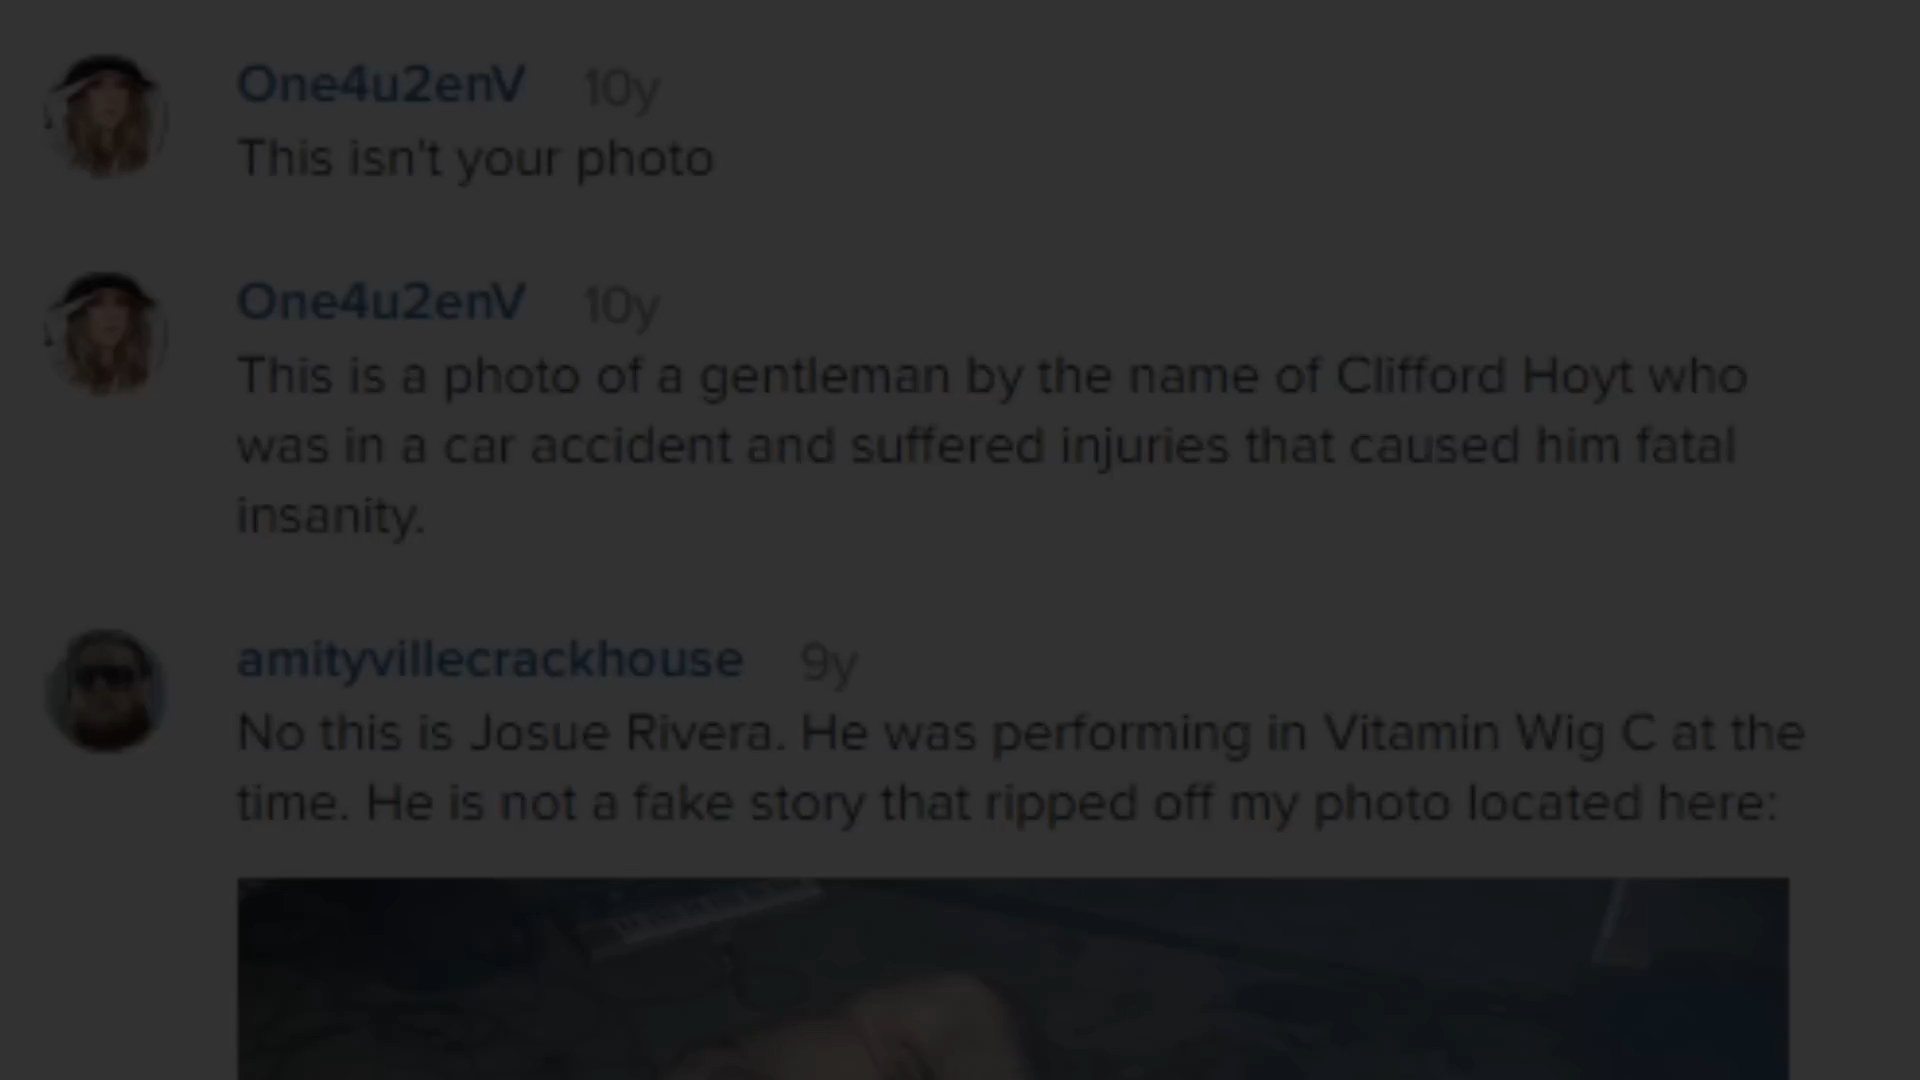 One4u2enV 10y
This isn't your photo
One4u2enV 10y
This is a photo of a gentleman by the name of Clifford Hoyt who
was in a car accident and suffered injuries that caused him fatal
insanity.
amityvillecrackhouse 9y
No this is Josue Rivera. He was performing in Vitamin Wig C at the
time. He is not a fake story that ripped off my photo located here: